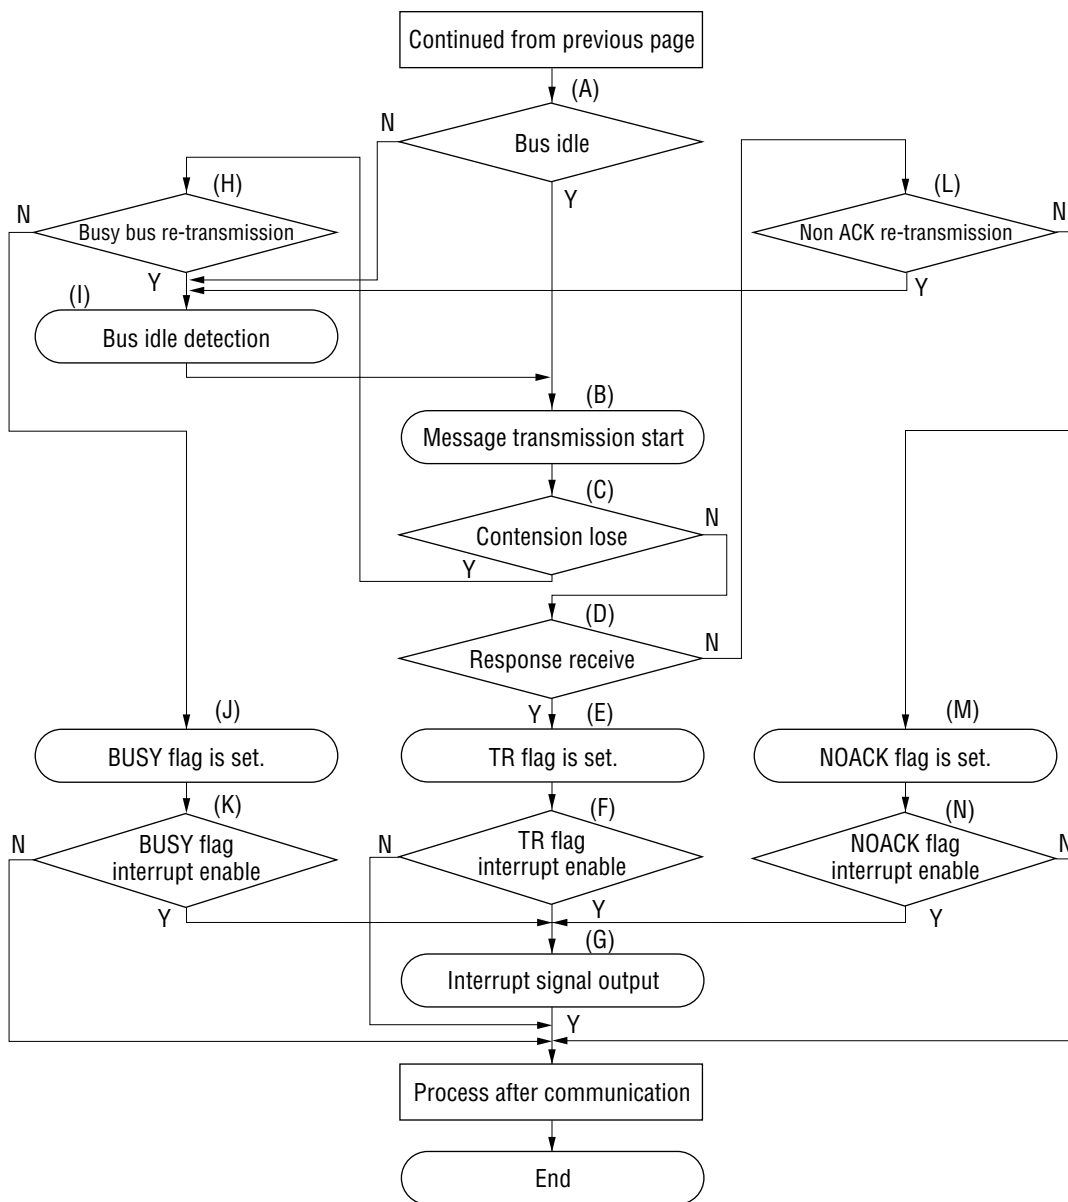 Continued from previous page
(A)
N
Bus idle
Y
(H)
N
Busy bus re-transmission
Y
(L)
Non ACK re-transmission
N
Y
(I)
Bus idle detection
(B)
Message transmission start
(C)
Contension lose
N
Y
(D)
Response receive
N
Y
(E)
(J)
BUSY flag is set.
TR flag is set.
(M)
NOACK flag is set.
(K)
N
BUSY flag
interrupt enable
Y
(F)
N
TR flag
interrupt enable
Y
(N)
NOACK flag
interrupt enable
N
Y
(G)
Interrupt signal output
Y
Process after communication
End